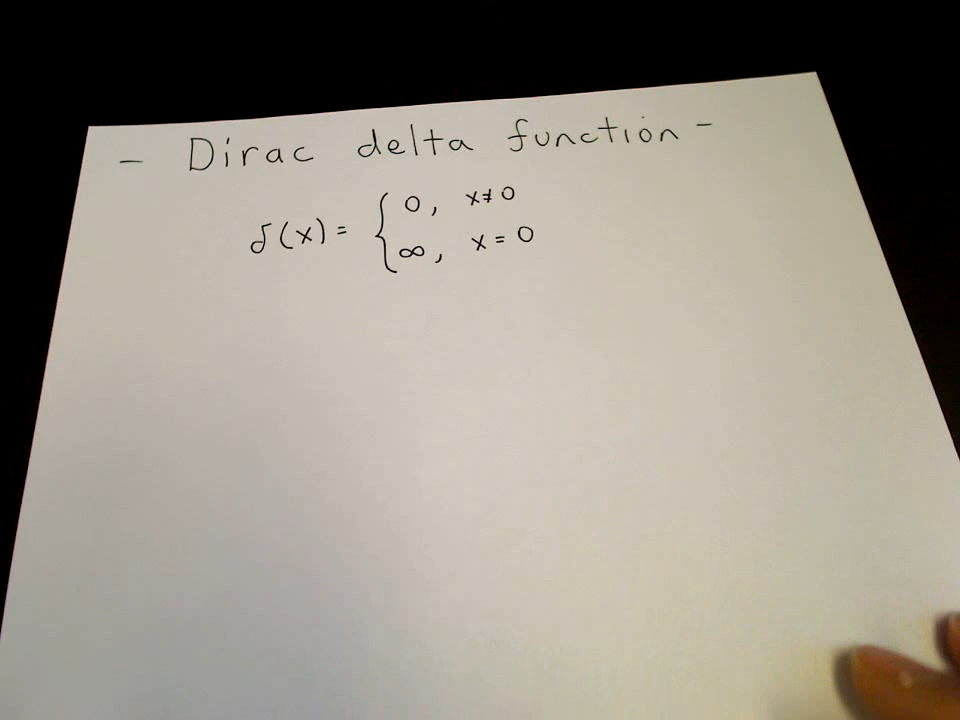 - Dirac delta function -
δ(x) = { 0, x≠0
∞, x = 0